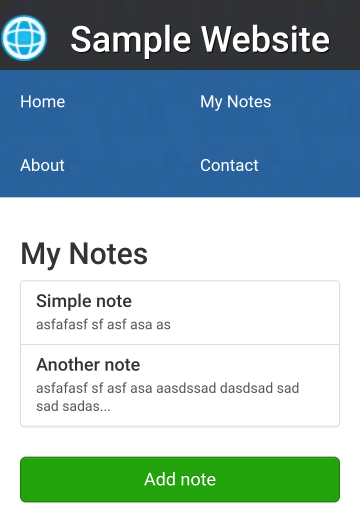 Sample Website
Home
My Notes
About
Contact
My Notes
Simple note
asfafasf sf asf asa as
Another note
asfafasf sf asf asa aasdssad dasdsad sad
sad sadas...
Add note